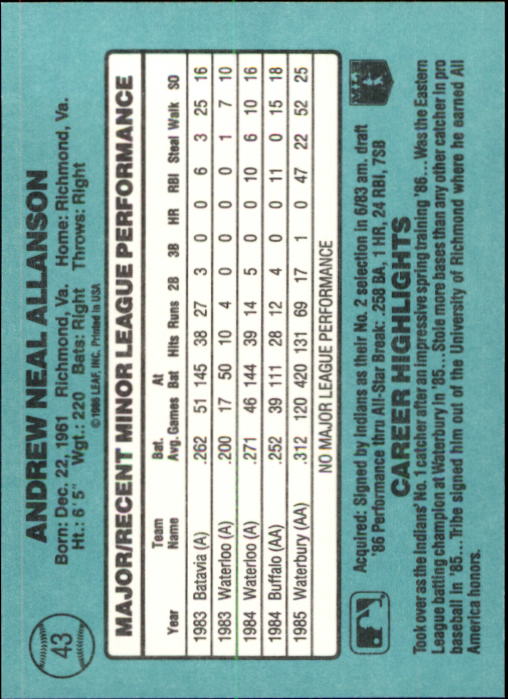 43
ANDREW NEAL ALLANSON
Born: Dec. 22, 1961 Richmond, Va. Home: Richmond, Va.
Ht.: 6'5" Wgt.: 220 Bats: Right Throws: Right
©1986 LEAF, INC. Printed in USA
MAJOR/RECENT MINOR LEAGUE PERFORMANCE
Team Bat. At
Year Name Avg. Games Bat Hits Runs 2B 3B HR RBI Steal Walk SO
1983 Batavia (A) .262 51 145 38 27 3 0 0 6 3 25 16
1983 Waterloo (A) .200 17 50 10 4 0 0 0 0 1 7 10
1984 Waterloo (A) .271 46 144 39 14 5 0 0 10 6 10 16
1984 Buffalo (AA) .252 39 111 28 12 4 0 0 11 0 15 18
1985 Waterbury (AA) .312 120 420 131 69 17 1 0 47 22 52 25
NO MAJOR LEAGUE PERFORMANCE
Acquired: Signed by Indians as their No. 2 selection in 6/83 am. draft
'86 Performance thru All-Star Break: .258 BA, 1 HR, 24 RBI, 7SB
CAREER HIGHLIGHTS
Took over as the Indians' No. 1 catcher after an impressive spring training '86... Was the Eastern
League batting champion at Waterbury in '85... Stole more bases than any other catcher in pro
baseball in '85... Tribe signed him out of the University of Richmond where he earned All
America honors.